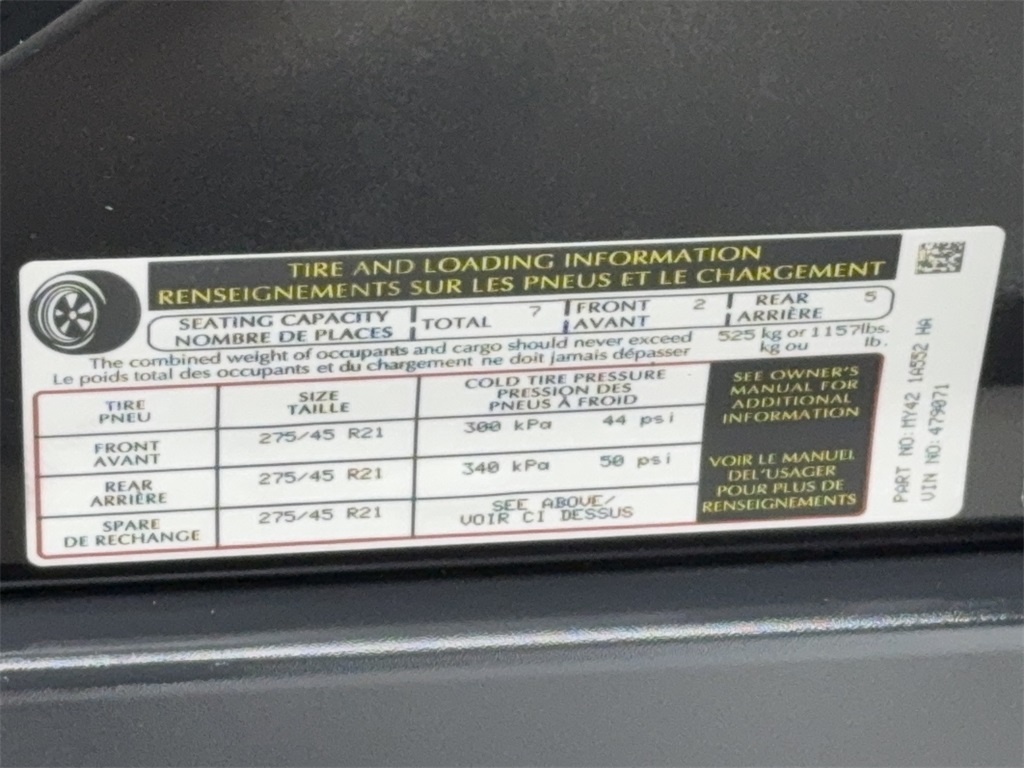 TIRE AND LOADING INFORMATION
RENSEIGNEMENTS SUR LES PNEUS ET LE CHARGEMENT
SEATING CAPACITY
NOMBRE DE PLACES
TOTAL 7
FRONT 2
AVANT
REAR 5
ARRIÈRE
The combined weight of occupants and cargo should never exceed 525 kg or 1157lbs.
Le poids total des occupants et du chargement ne doit jamais dépasser kg ou lb.
TIRE
PNEU
SIZE
TAILLE
COLD TIRE PRESSURE
PRESSION DES
PNEUS À FROID
FRONT
AVANT
275/45 R21
300 kPa 44 psi
REAR
ARRIÈRE
275/45 R21
340 kPa 50 psi
SPARE
DE RECHANGE
275/45 R21
SEE ABOVE/
VOIR CI DESSUS
SEE OWNER'S
MANUAL FOR
ADDITIONAL
INFORMATION
VOIR LE MANUEL
DEL'USAGER
POUR PLUS DE
RENSEIGNEMENTS
PART NO: MY42 1A552 HA
VIN NO: 479071